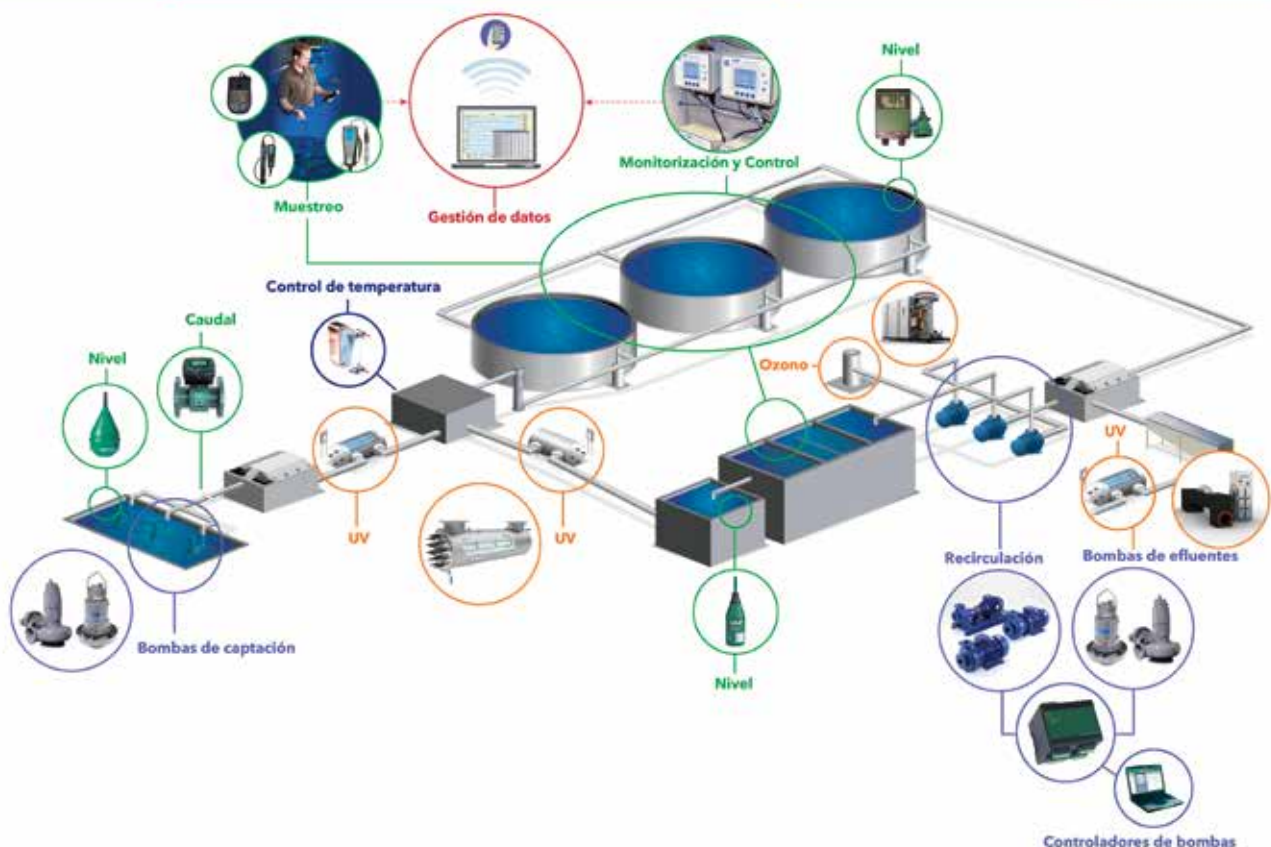 Nivel
Monitorización y Control
Muestreo
Gestión de datos
Control de temperatura
Caudal
Nivel
Ozono
UV
UV
UV
Recirculación
Bombas de efluentes
Bombas de captación
Nivel
Controladores de bombas